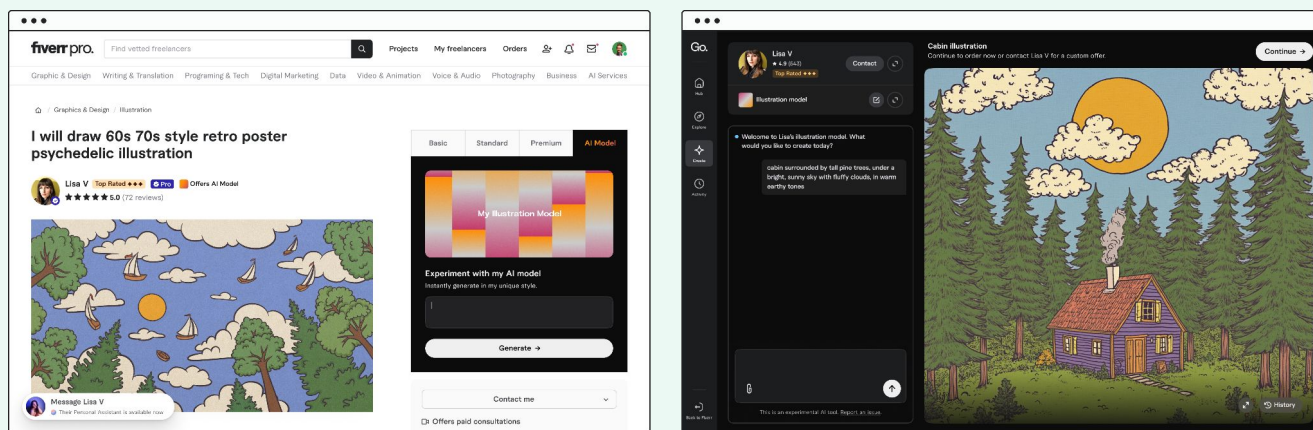 fiverr pro.
Find vetted freelancers
Projects
My freelancers
Orders
Graphic & Design
Writing & Translation
Programing & Tech
Digital Marketing
Data
Video & Animation
Voice & Audio
Photography
Business
AI Services
/ Graphics & Design / Illustration
I will draw 60s 70s style retro poster
psychedelic illustration
Lisa V
Top Rated
Pro
Offers AI Model
5.0 (72 reviews)
Message Lisa V
Their Personal Assistant is available now
Basic
Standard
Premium
AI Model
My Illustration Model
Experiment with my AI model
Instantly generate in my unique style.
Generate →
Contact me
Offers paid consultations
Go.
Hub
Explore
Create
Activity
Back to Fiverr
Lisa V
4.9 (643)
Top Rated
Contact
Illustration model
Welcome to Lisa's illustration model. What
would you like to create today?
cabin surrounded by tall pine trees, under a
bright, sunny sky with fluffy clouds, in warm
earthy tones
This is an experimental AI tool. Report an issue.
Cabin illustration
Continue to order now or contact Lisa V for a custom offer.
Continue →
History